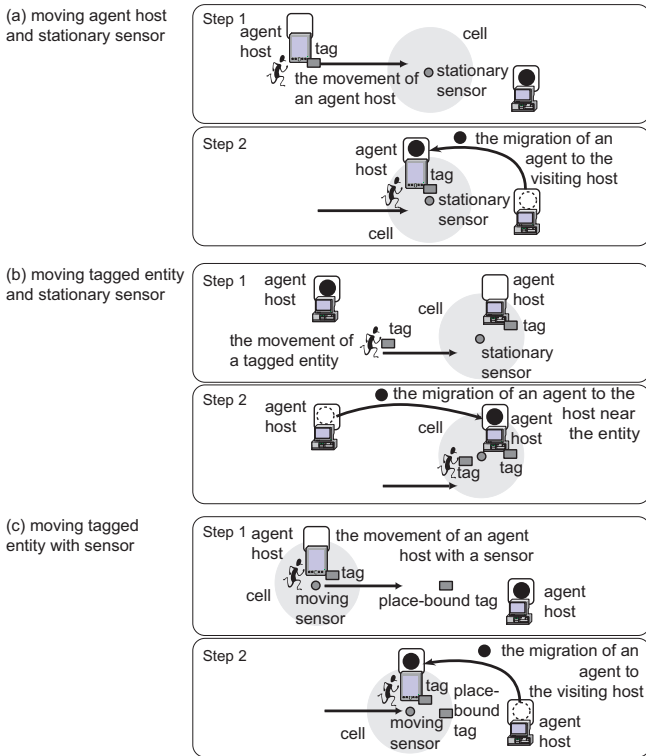 (a) moving agent host
and stationary sensor
Step 1
agent
host
tag
cell
the movement of
an agent host
stationary
sensor
Step 2
agent
host
tag
the migration of an
agent to the
visiting host
stationary
sensor
cell
(b) moving tagged entity
and stationary sensor
Step 1
agent
host
agent
host
cell
tag
tag
the movement of
a tagged entity
stationary
sensor
Step 2
agent
host
the migration of an agent to the
host near
the entity
agent
host
cell
tag
tag
(c) moving tagged
entity with sensor
Step 1
agent
host
the movement of an agent
host with a sensor
tag
cell
moving
sensor
place-bound tag
agent
host
Step 2
the migration of an
agent to
the visiting host
tag
place-
bound
tag
cell
moving
sensor
agent
host